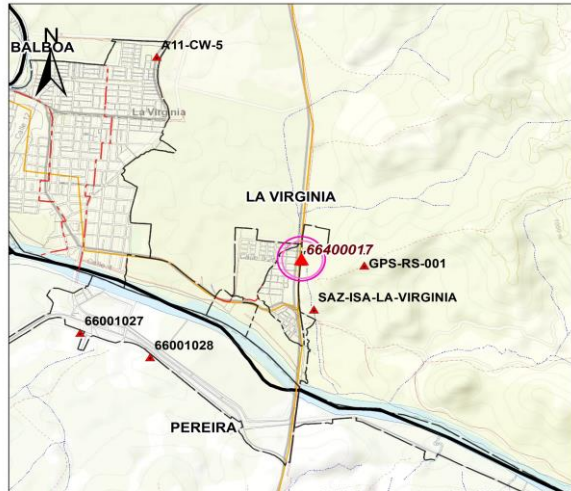 BALBOA
N
A11-CW-5
La Virginia
LA VIRGINIA
66400017
GPS-RS-001
SAZ-ISA-LA-VIRGINIA
66001027
66001028
PEREIRA